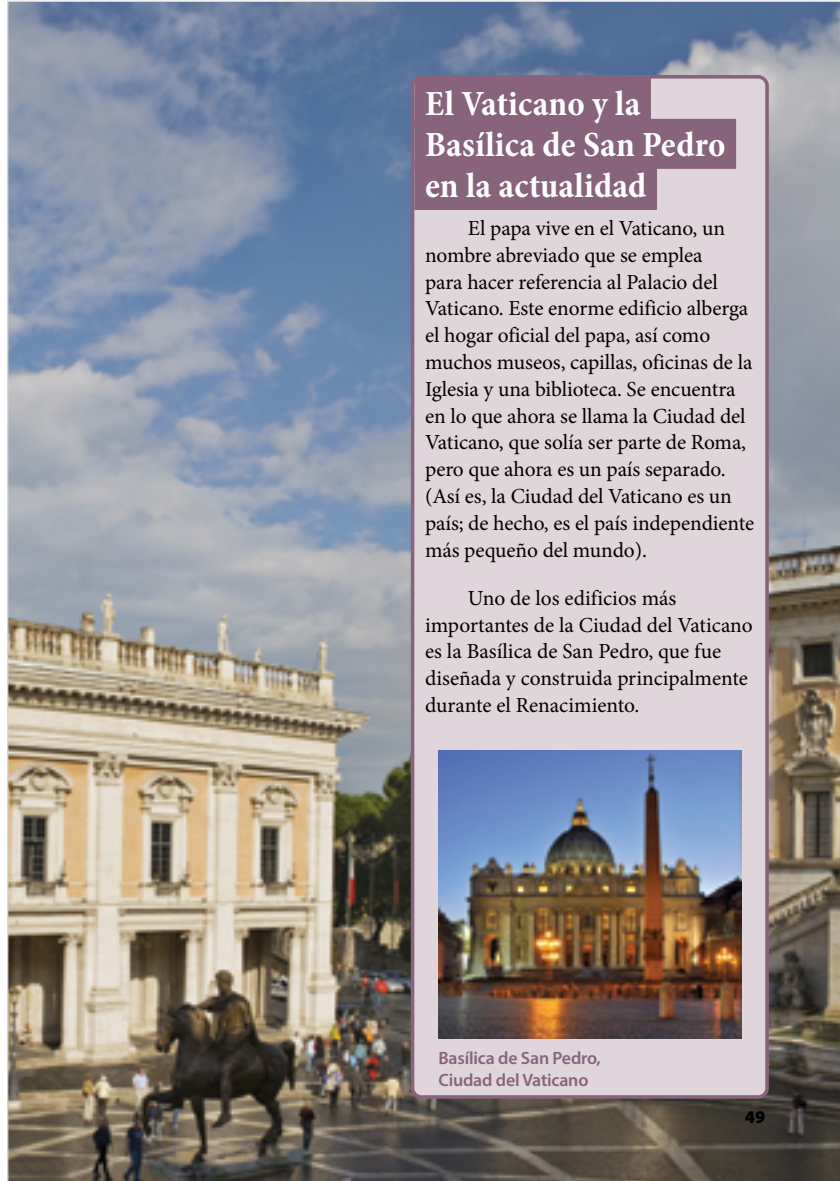 El Vaticano y la
Basílica de San Pedro
en la actualidad
El papa vive en el Vaticano, un
nombre abreviado que se emplea
para hacer referencia al Palacio del
Vaticano. Este enorme edificio alberga
el hogar oficial del papa, así como
muchos museos, capillas, oficinas de la
Iglesia y una biblioteca. Se encuentra
en lo que ahora se llama la Ciudad del
Vaticano, que solía ser parte de Roma,
pero que ahora es un país separado.
(Así es, la Ciudad del Vaticano es un
país; de hecho, es el país independiente
más pequeño del mundo).
Uno de los edificios más
importantes de la Ciudad del Vaticano
es la Basílica de San Pedro, que fue
diseñada y construida principalmente
durante el Renacimiento.
Basílica de San Pedro,
Ciudad del Vaticano
49